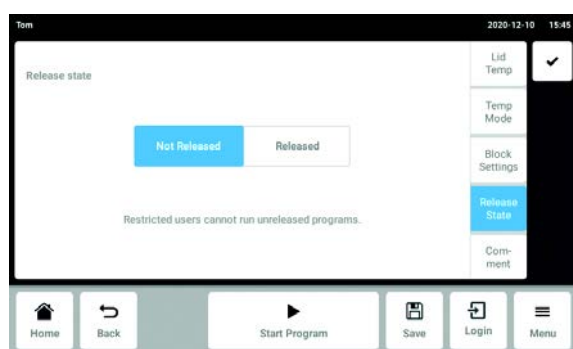 Tom
2020-12-10 15:45
Release state
Not Released
Released
Restricted users cannot run unreleased programs.
Lid
Temp
Temp
Mode
Block
Settings
Release
State
Com-
ment
Home
Back
Start Program
Save
Login
Menu